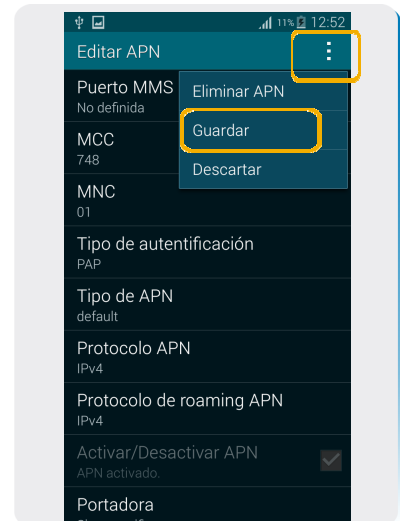 11% 12:52
Editar APN
Puerto MMS
No definida
Eliminar APN
Guardar
Descartar
MCC
748
MNC
01
Tipo de autentificación
PAP
Tipo de APN
default
Protocolo APN
IPv4
Protocolo de roaming APN
IPv4
Activar/Desactivar APN
APN activado.
Portadora